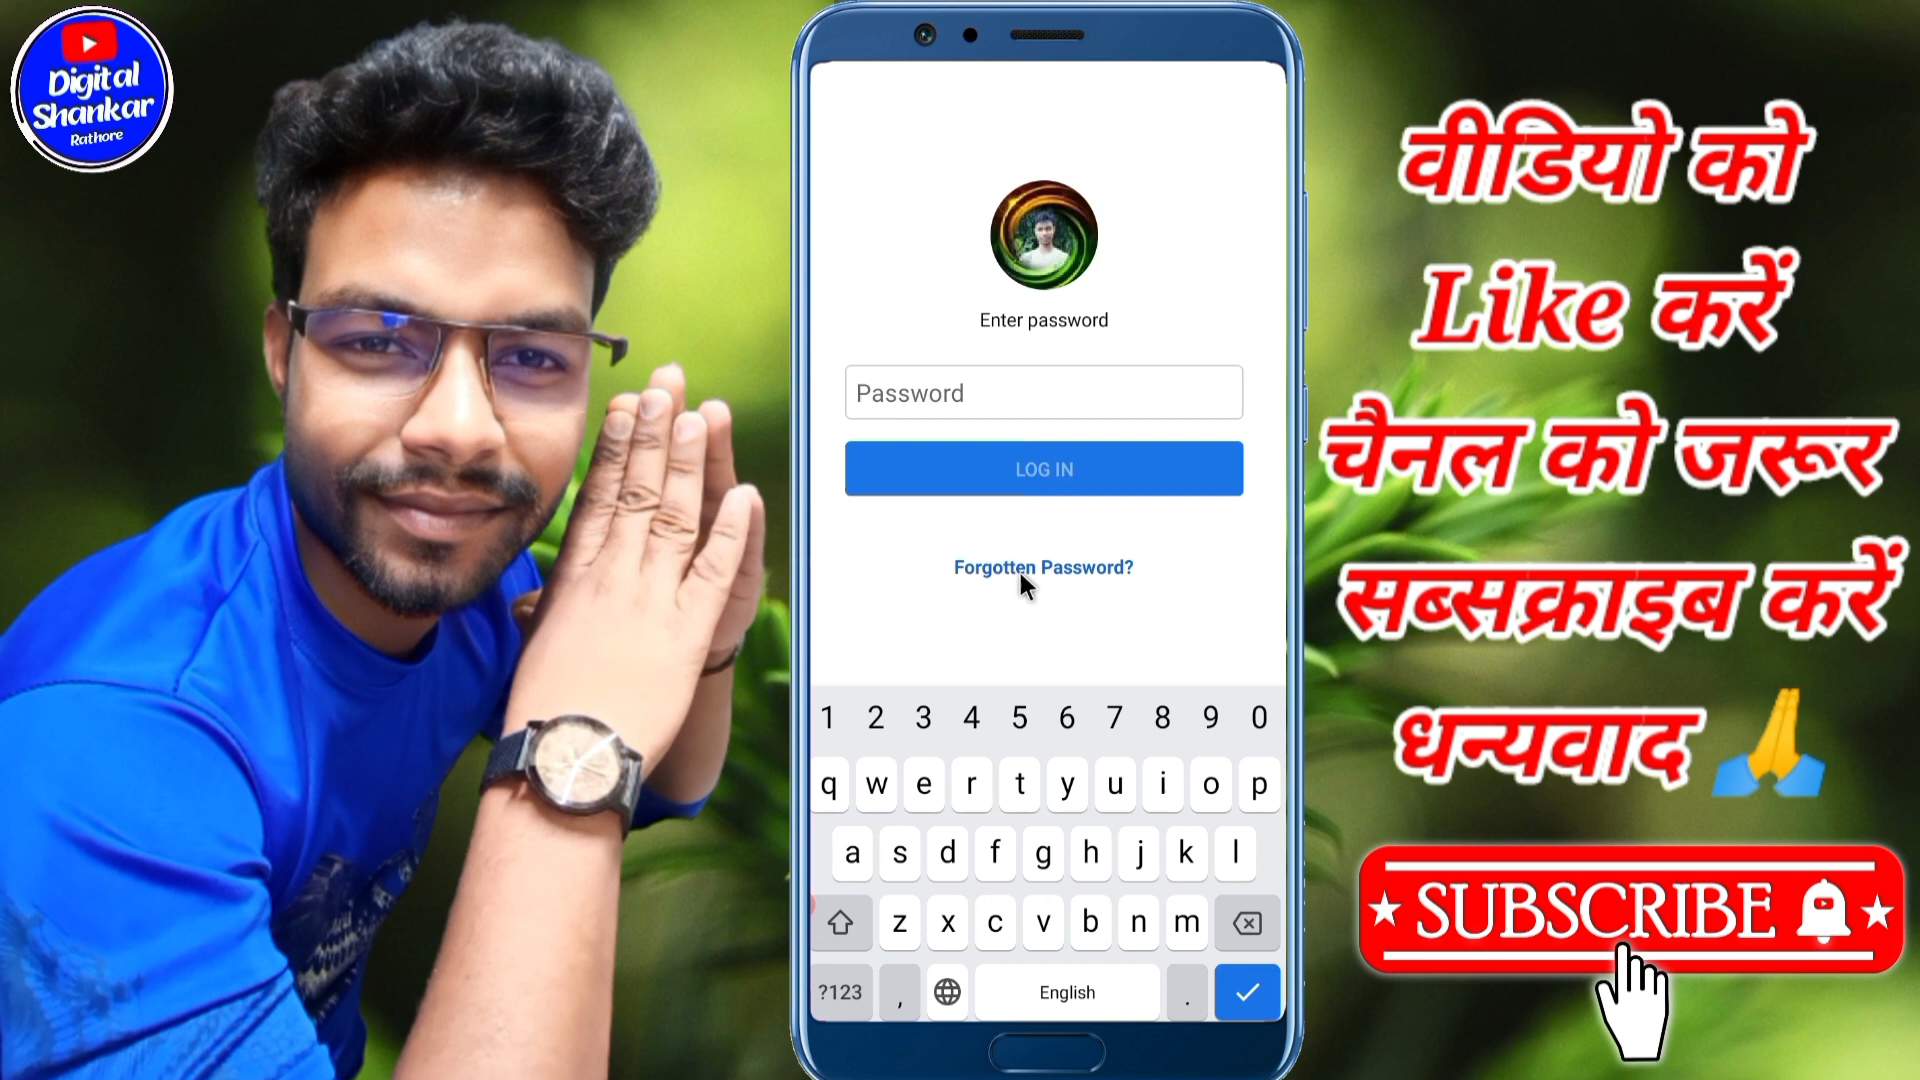 Digital
Shankar
Rathore
Enter password
Password
LOG IN
Forgotten Password?
1 2 3 4 5 6 7 8 9 0
q w e r t y u i o p
a s d f g h j k l
z x c v b n m
?123 , English .
वीडियो को
Like करें
चैनल को जरूर
सब्सक्राइब करें
धन्यवाद 🙏
SUBSCRIBE